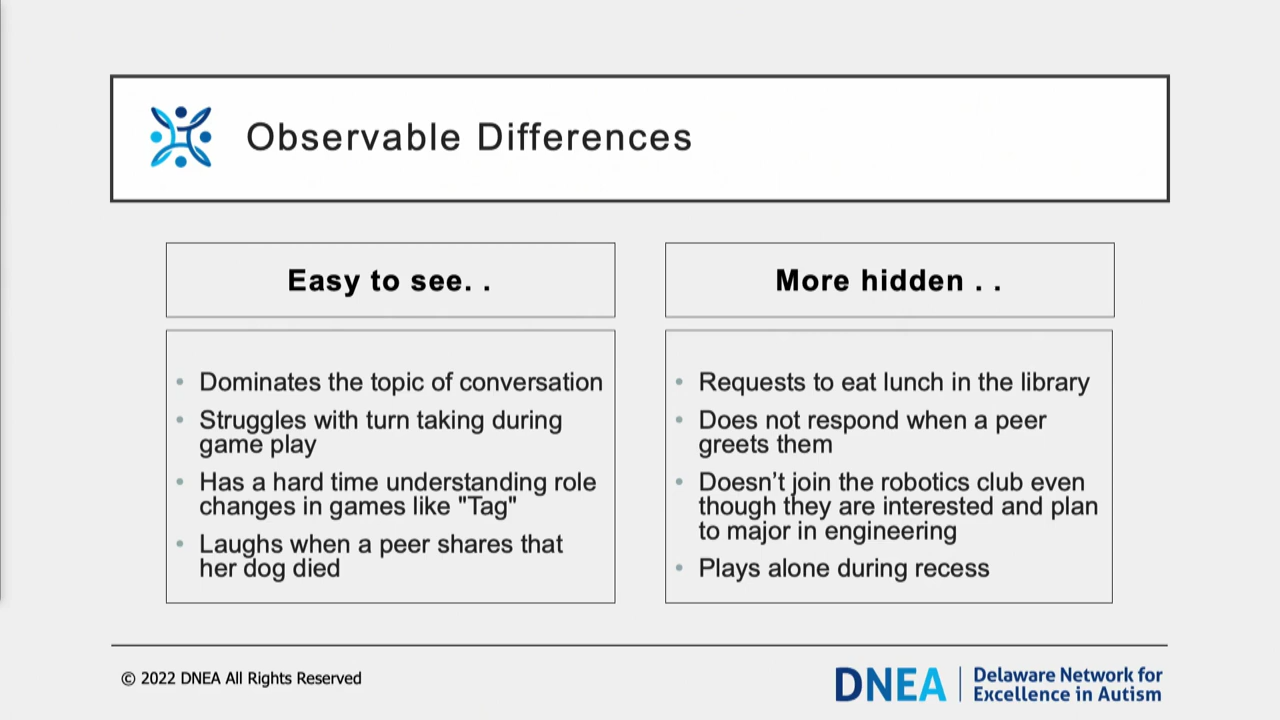 Observable Differences
Easy to see. .
• Dominates the topic of conversation
• Struggles with turn taking during
game play
• Has a hard time understanding role
changes in games like "Tag"
• Laughs when a peer shares that
her dog died
More hidden . .
• Requests to eat lunch in the library
• Does not respond when a peer
greets them
• Doesn’t join the robotics club even
though they are interested and plan
to major in engineering
• Plays alone during recess
© 2022 DNEA All Rights Reserved
DNEA
Delaware Network for
Excellence in Autism